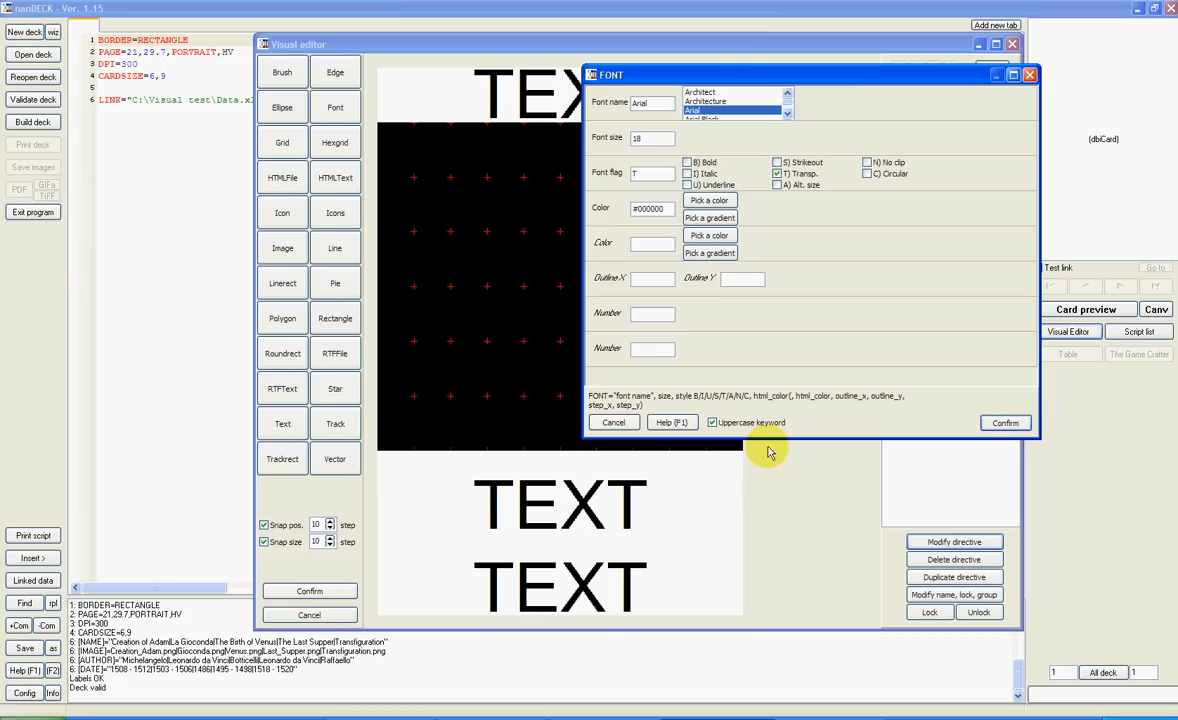 nanDECK - Ver. 1.15
New deck
wiz
Open deck
Reopen deck
Validate deck
Build deck
Print deck
Save images
PDF
GIFa
TIFF
Exit program
Print script
Insert >
Linked data
Find
rpl
+Com
-Com
Save
as
Help (F1)
(F2)
Config
Info
Add new tab
1 BORDER=RECTANGLE
2 PAGE=21,29.7,PORTRAIT,HV
3 DPI=300
4 CARDSIZE=6,9
5
6 LINK="C:\Visual test\Data.xl
Visual editor
Brush
Edge
Ellipse
Font
Grid
Hexgrid
HTMLFile
HTMLText
Icon
Icons
Image
Line
Linerect
Pie
Polygon
Rectangle
Roundrect
RTFFile
RTFText
Star
Text
Track
Trackrect
Vector
Snap pos. 10 step
Snap size 10 step
Confirm
Cancel
TEXT
TEXT
Modify directive
Delete directive
Duplicate directive
Modify name, lock, group
Lock
Unlock
FONT
Font name
Arial
Architect
Architecture
Arial
Arial Black
Font size
18
Font flag
T
B) Bold
S) Strikeout
N) No clip
I) Italic
T) Transp.
C) Circular
U) Underline
A) Alt. size
Color
#000000
Pick a color
Pick a gradient
Color
Pick a color
Pick a gradient
Outline X
Outline Y
Number
Number
FONT="font name", size, style B/I/U/S/T/A/N/C, html_color(, html_color, outline_x, outline_y,
step_x, step_y)
Cancel
Help (F1)
Uppercase keyword
Confirm
(dbiCard)
Test link
Go to
Card preview
Canv
Visual Editor
Script list
Table
The Game Crafter
1
All deck
1
1: BORDER=RECTANGLE
2: PAGE=21,29.7,PORTRAIT,HV
3: DPI=300
4: CARDSIZE=6,9
6: [NAME]="Creation of Adam|La Gioconda|The Birth of Venus|The Last Supper|Transfiguration"
6: [IMAGE]=Creation_Adam.png|Gioconda.png|Venus.png|Last_Supper.png|Transfiguration.png
6: [AUTHOR]="Michelangelo|Leonardo da Vinci|Botticelli|Leonardo da Vinci|Raffaello"
6: [DATE]="1508 - 1512|1503 - 1506|1486|1495 - 1498|1518 - 1520"
Labels OK
Deck valid